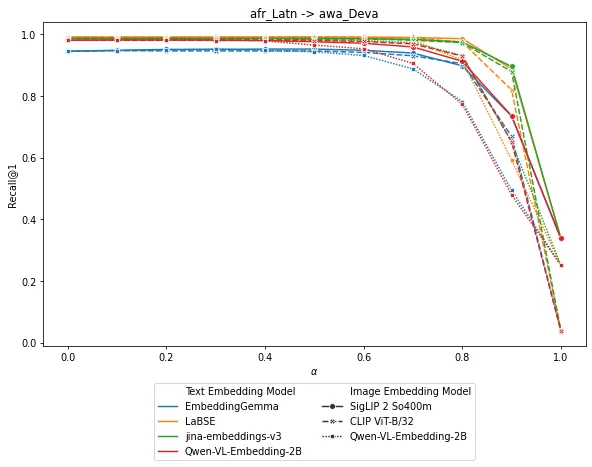 afr_Latn -> awa_Deva
Recall@1
1.0
0.8
0.6
0.4
0.2
0.0
0.0 0.2 0.4 0.6 0.8 1.0
α
Text Embedding Model
EmbeddingGemma
LaBSE
jina-embeddings-v3
Qwen-VL-Embedding-2B
Image Embedding Model
SigLIP 2 So400m
CLIP ViT-B/32
Qwen-VL-Embedding-2B